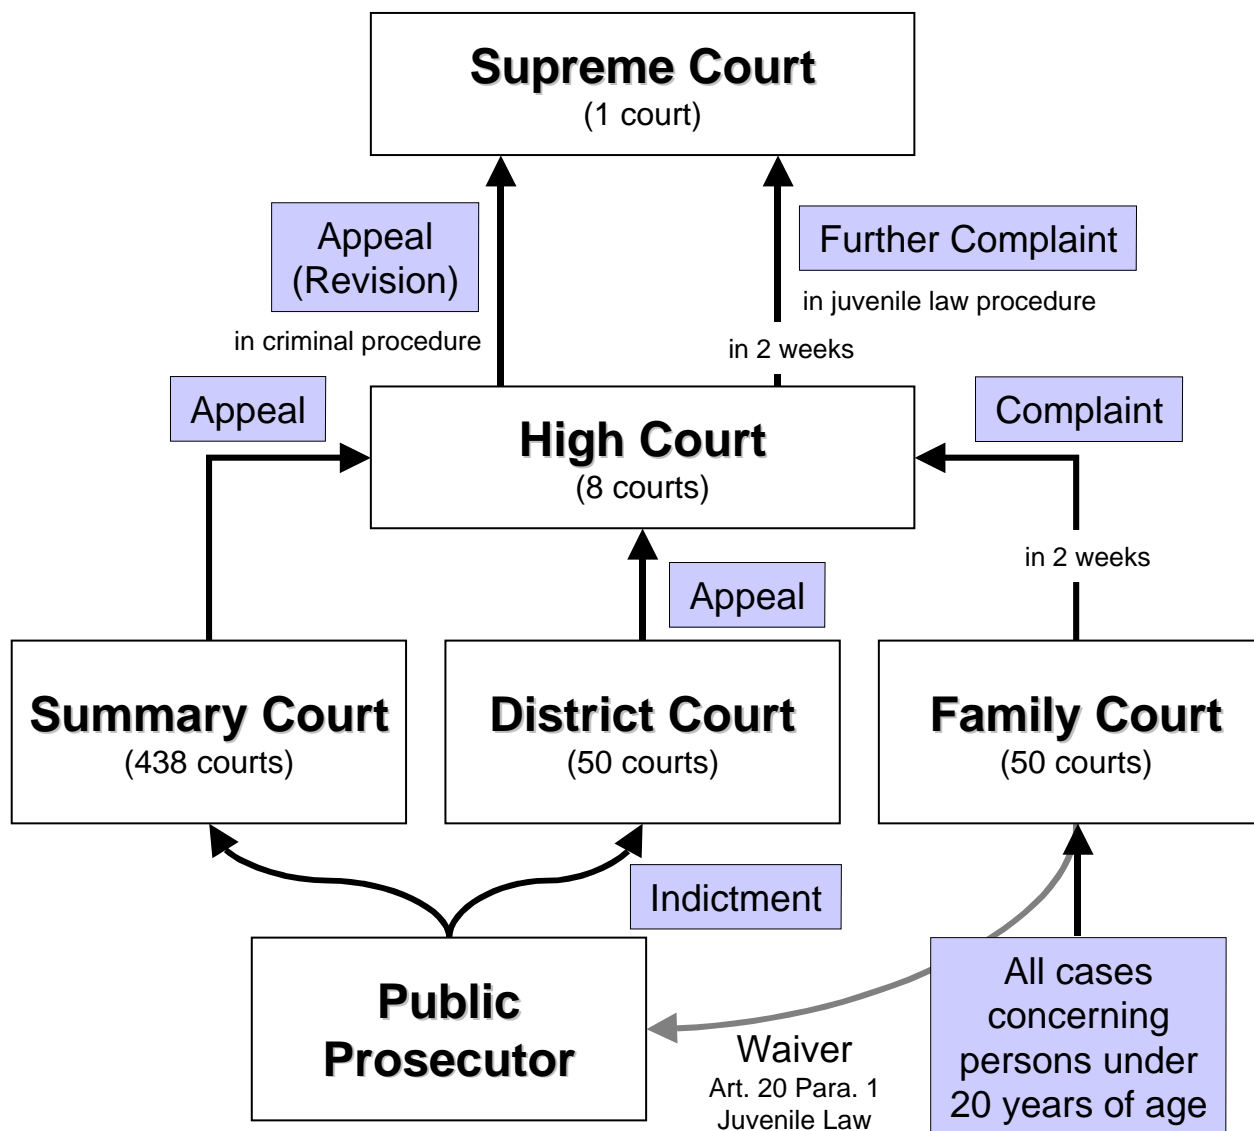 Supreme Court
(1 court)
Appeal
(Revision)
in criminal procedure
Further Complaint
in juvenile law procedure
in 2 weeks
Appeal
High Court
(8 courts)
Complaint
in 2 weeks
Appeal
Summary Court
(438 courts)
District Court
(50 courts)
Family Court
(50 courts)
Indictment
Public
Prosecutor
Waiver
Art. 20 Para. 1
Juvenile Law
All cases
concerning
persons under
20 years of age